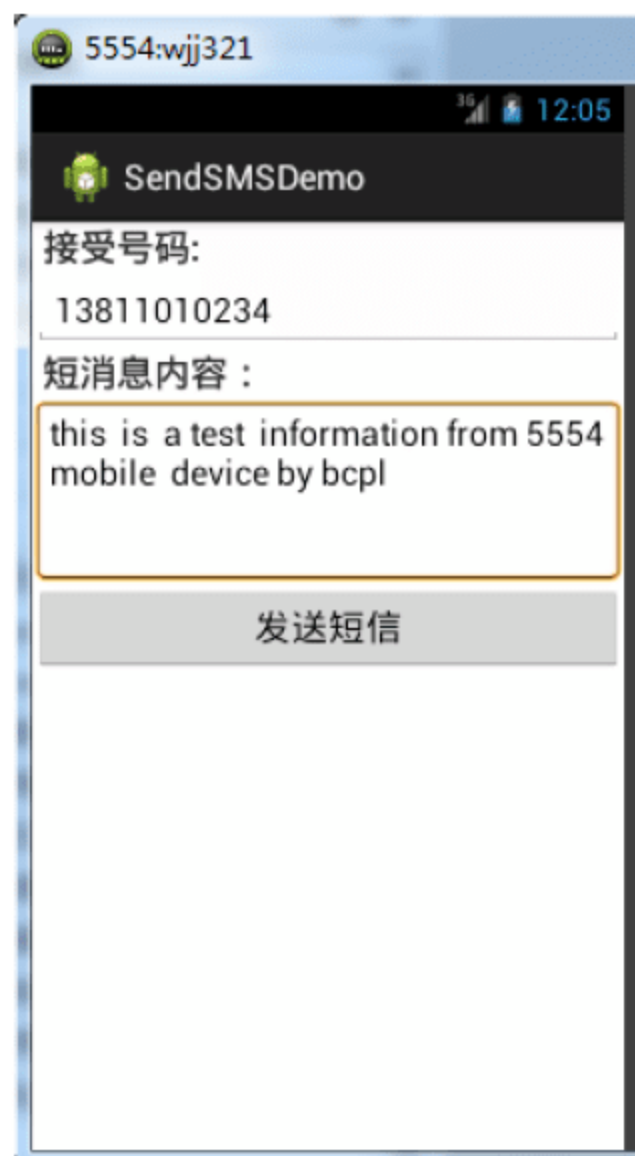 5554:wjj321
3G 12:05
SendSMSDemo
接受号码:
13811010234
短消息内容：
this is a test information from 5554
mobile device by bcpl
发送短信